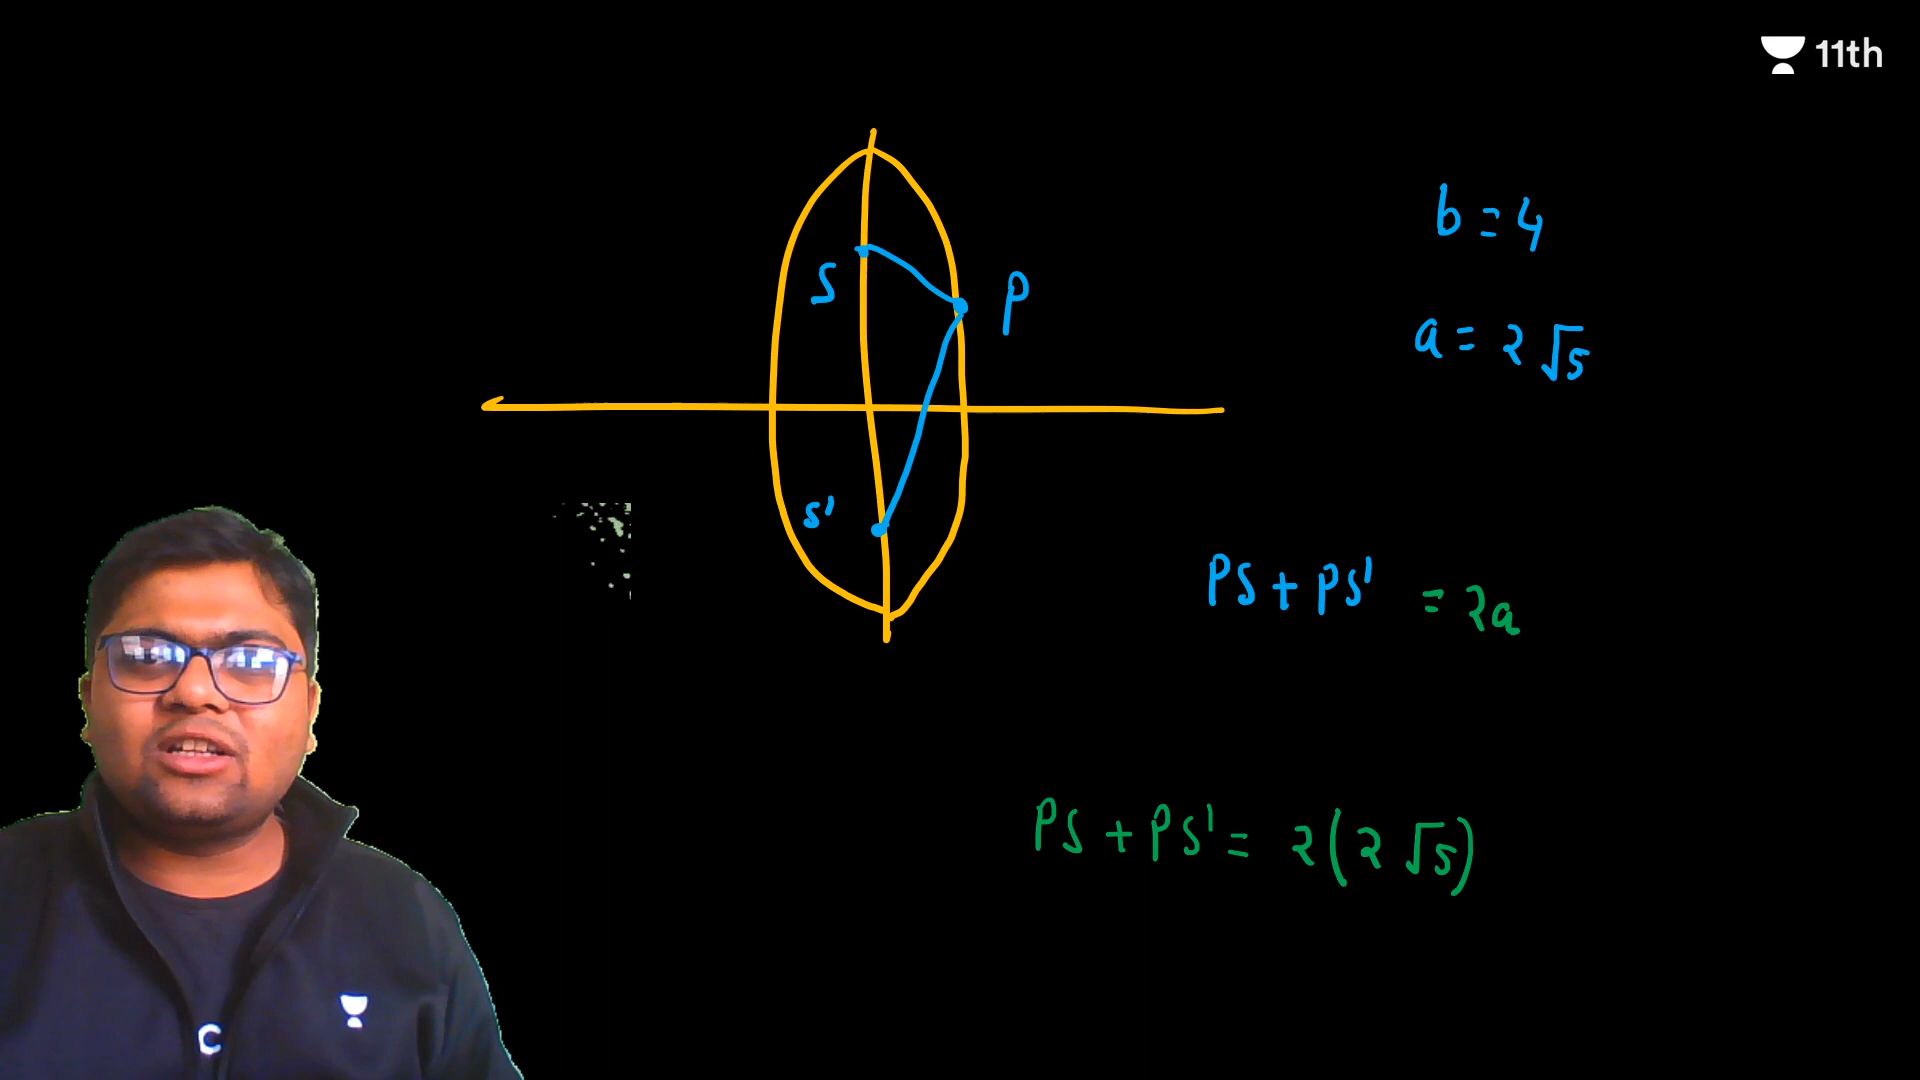 11th
b = 4
a = 2√5
S
P
S'
PS + PS' = 2a
PS + PS' = 2(2√5)
C